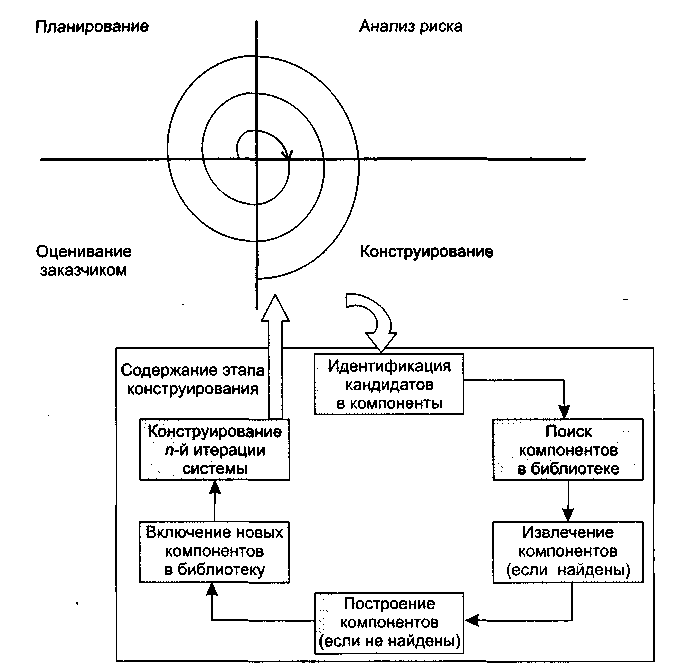 Планирование
Анализ риска
Оценивание
заказчиком
Конструирование
Содержание этапа
конструирования
Идентификация
кандидатов
в компоненты
Поиск
компонентов
в библиотеке
Извлечение
компонентов
(если найдены)
Построение
компонентов
(если не найдены)
Включение новых
компонентов
в библиотеку
Конструирование
n-й итерации
системы